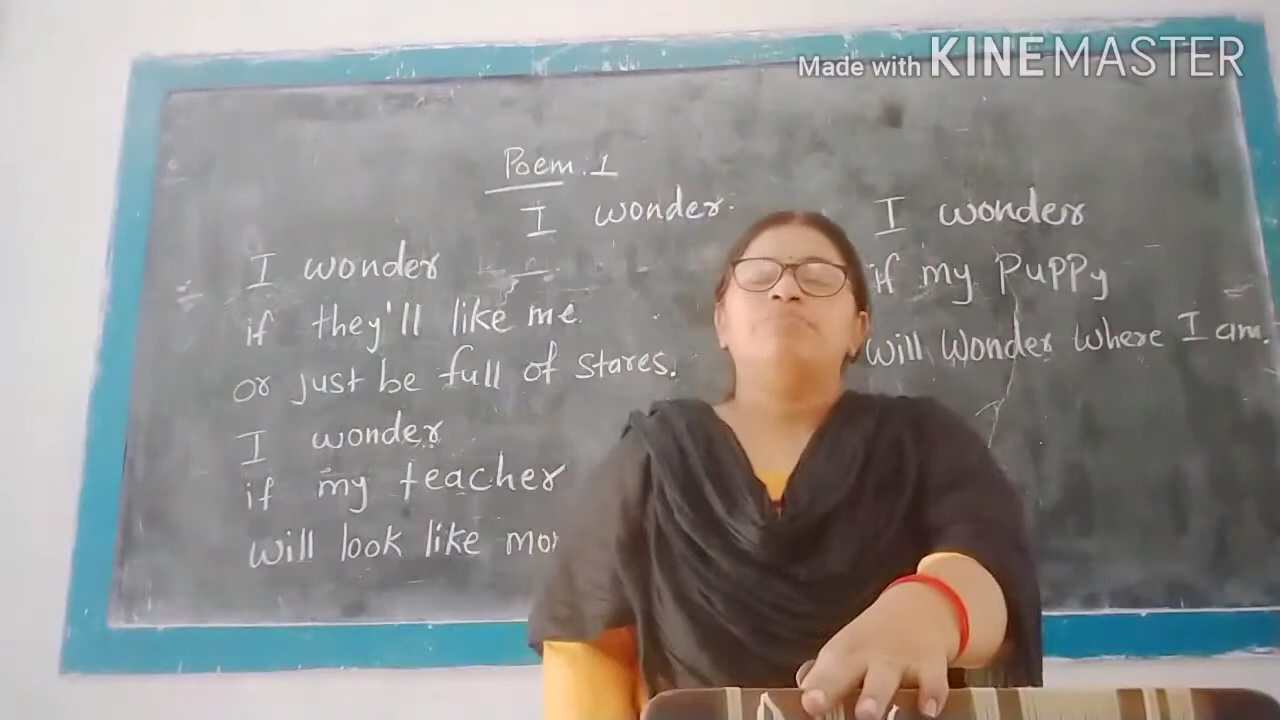 Made with KINEMASTER
Poem: 1
I wonder.
I wonder
if they'll like me
or just be full of stares.
I wonder
if my teacher
will look like
I wonder
if my puppy
will wonder where I am.